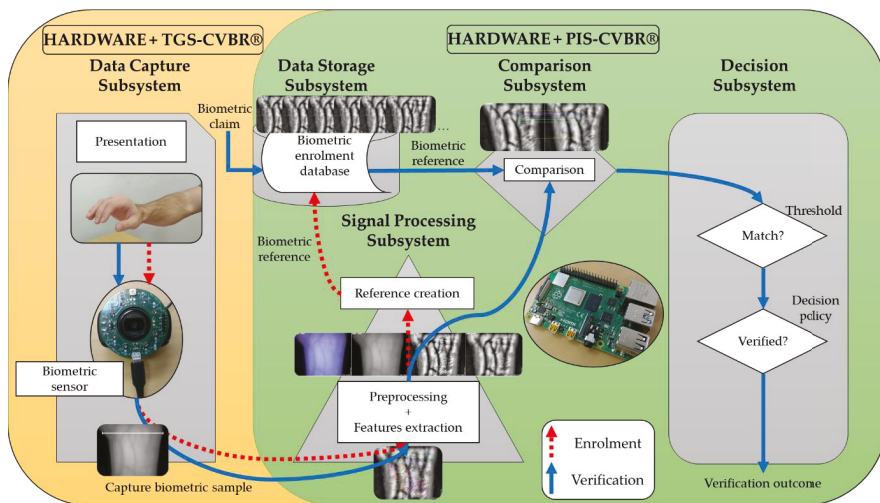 HARDWARE + TGS-CVBR®
HARDWARE + PIS-CVBR®
Data Capture
Subsystem
Data Storage
Subsystem
Comparison
Subsystem
Decision
Subsystem
Presentation
Biometric
claim
...
Biometric
enrolment
database
Biometric
reference
Comparison
Threshold
Match?
Signal Processing
Subsystem
Biometric
reference
Reference creation
Decision
policy
Verified?
Biometric
sensor
Preprocessing
+
Features extraction
Enrolment
Verification
Capture biometric sample
Verification outcome